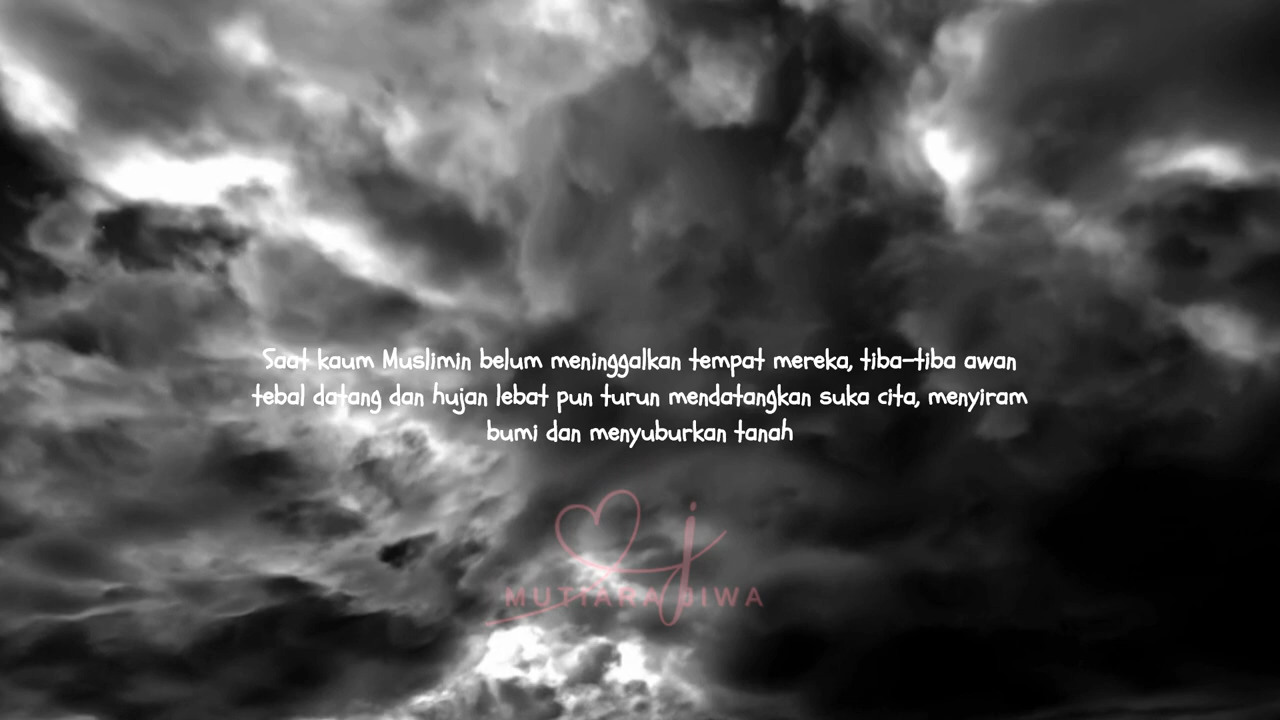 Saat kaum Muslimin belum meninggalkan tempat mereka, tiba-tiba awan
tebal datang dan hujan lebat pun turun mendatangkan suka cita, menyiram
bumi dan menyuburkan tanah
MUTIARA JIWA